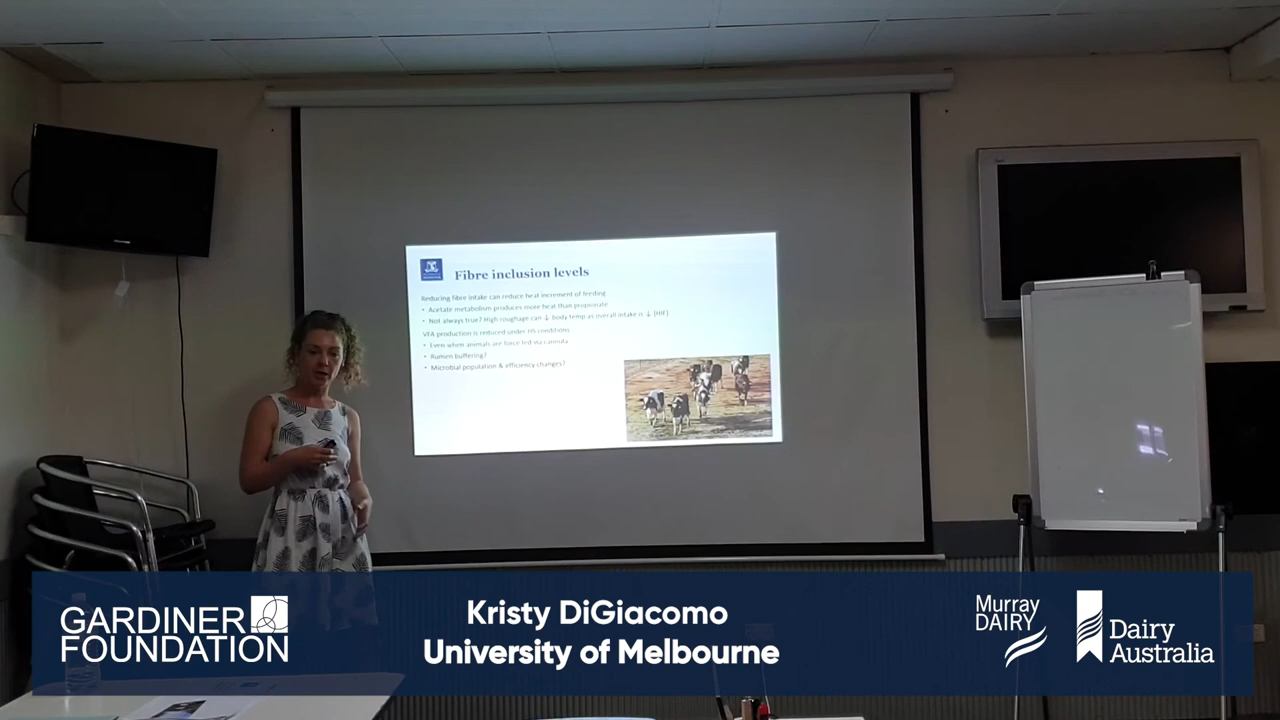 Fibre inclusion levels
Reducing fibre intake can reduce heat increment of feeding
• Acetate metabolism produces more heat than propionate
• Not always true? High roughage can ↓ body temp as overall intake is ↓ (HIF)
VFA production is reduced under HS conditions
• Even when animals are force fed via cannula
• Rumen buffering?
• Microbial population & efficiency changes?
GARDINER
FOUNDATION
Kristy DiGiacomo
University of Melbourne
Murray
DAIRY
Dairy
Australia